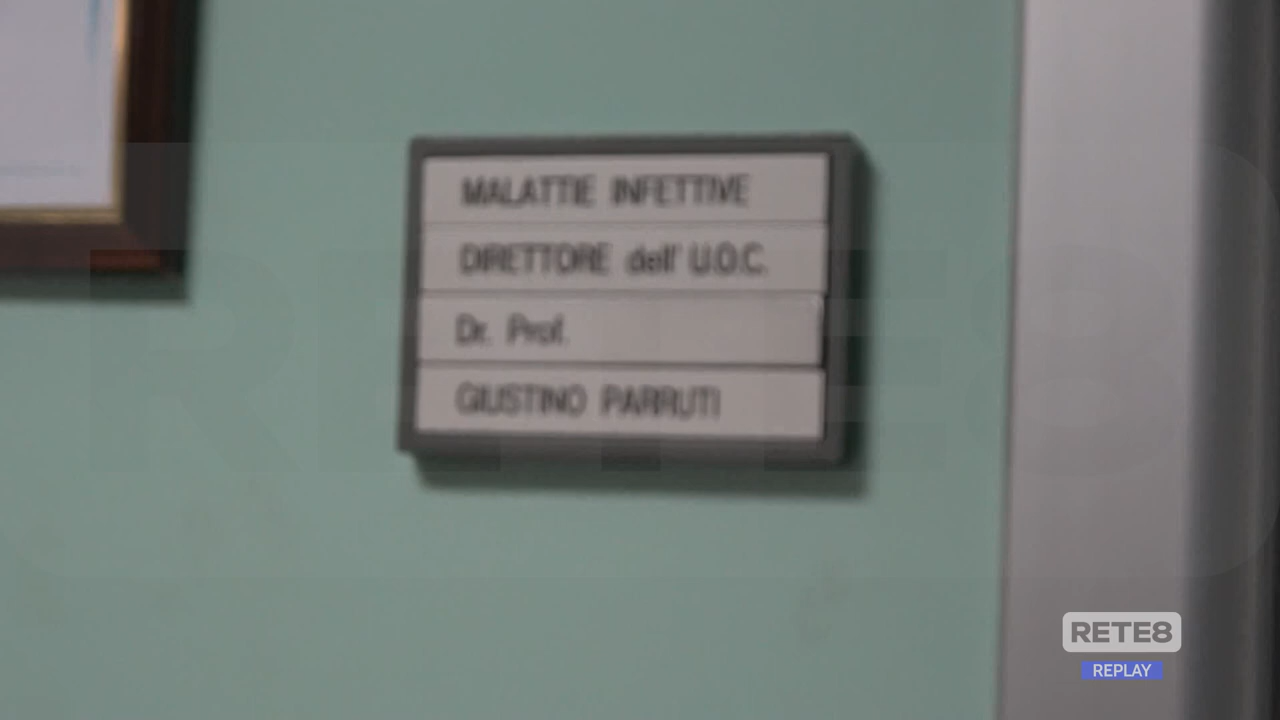 MALATTIE INFETTIVE
DIRETTORE dell' U.O.C.
Dr. Prof.
GIUSTINO PARRUTI
RETE8
REPLAY